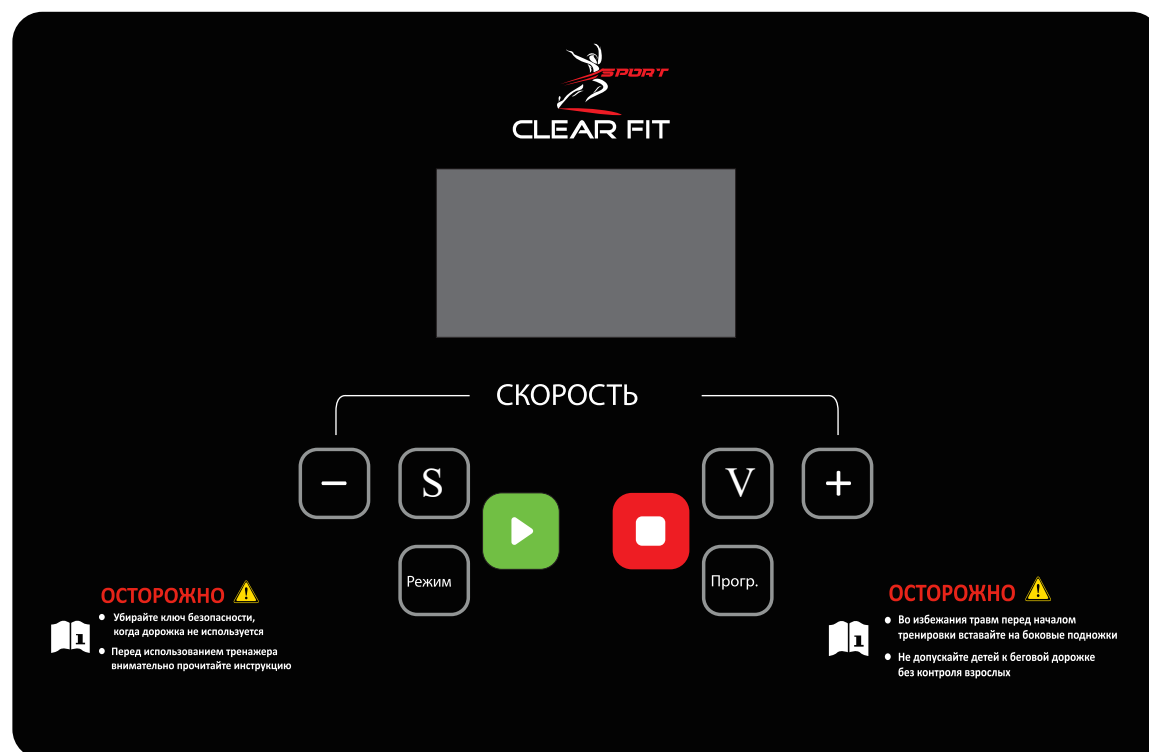 SPORT
CLEAR FIT
СКОРОСТЬ
−
S
V
+
Режим
Прогр.
ОСТОРОЖНО
Убирайте ключ безопасности,
когда дорожка не используется
Перед использованием тренажера
внимательно прочитайте инструкцию
ОСТОРОЖНО
Во избежания травм перед началом
тренировки вставайте на боковые подножки
Не допускайте детей к беговой дорожке
без контроля взрослых